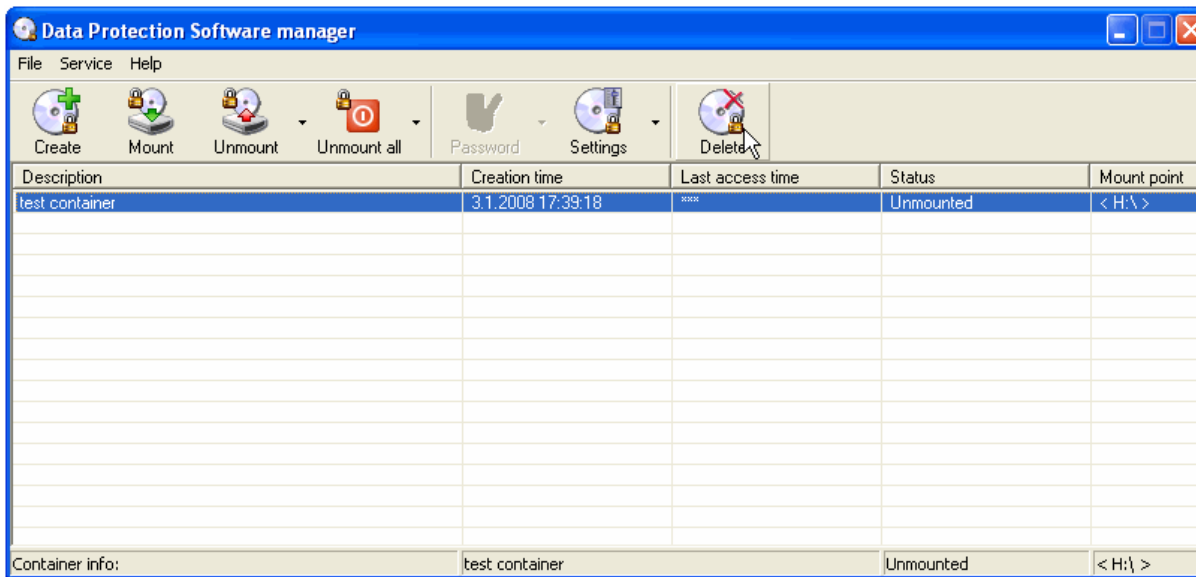 Data Protection Software manager
File Service Help
Create Mount Unmount Unmount all Password Settings Delete
Description Creation time Last access time Status Mount point
test container 3.1.2008 17:39:18 *** Unmounted < H:\ >
Container info: test container Unmounted < H:\ >